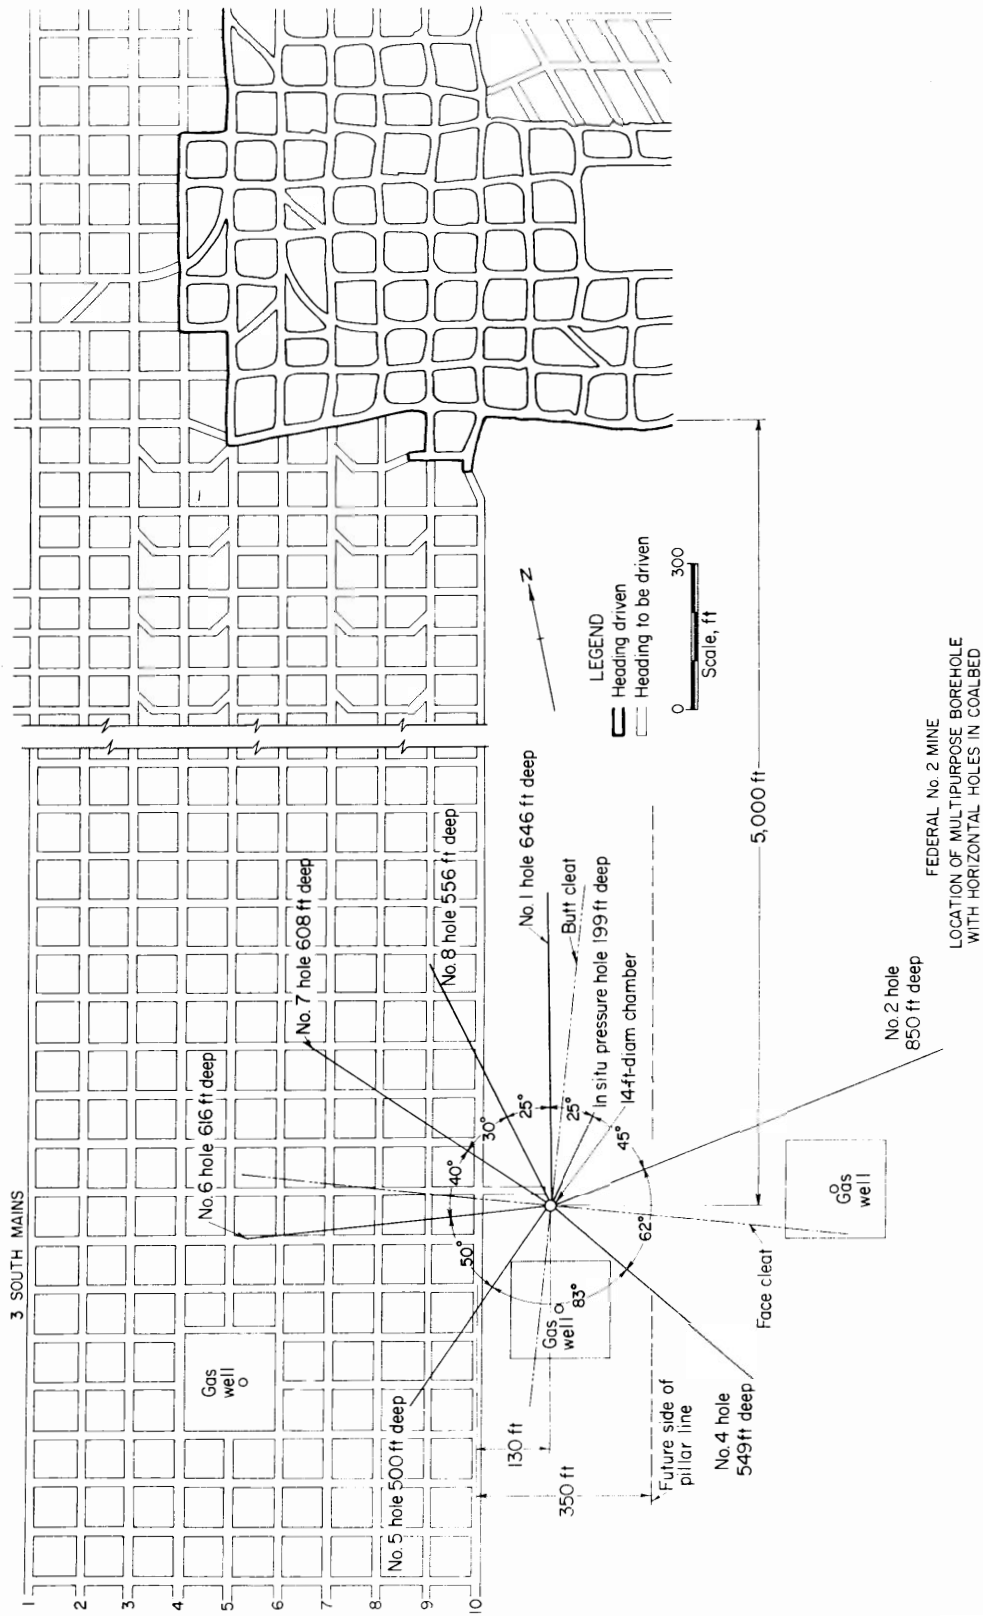 3 SOUTH MAINS
1
2
3
4
5
6
7
8
9
10
No. 6 hole 616 ft deep
No. 7 hole 608 ft deep
No. 8 hole 556 ft deep
No. 1 hole 646 ft deep
Butt cleat
In situ pressure hole 199 ft deep
14-ft-diam chamber
No. 2 hole
850 ft deep
No. 4 hole
549 ft deep
No. 5 hole 500 ft deep
Gas
well
Gas
well
Gas
well
Face cleat
Future side of
pillar line
130 ft
350 ft
5,000 ft
50°
40°
30°
25°
25°
45°
62°
83°
N
LEGEND
Heading driven
Heading to be driven
0
300
Scale, ft
FEDERAL No. 2 MINE
LOCATION OF MULTIPURPOSE BOREHOLE
WITH HORIZONTAL HOLES IN COALBED